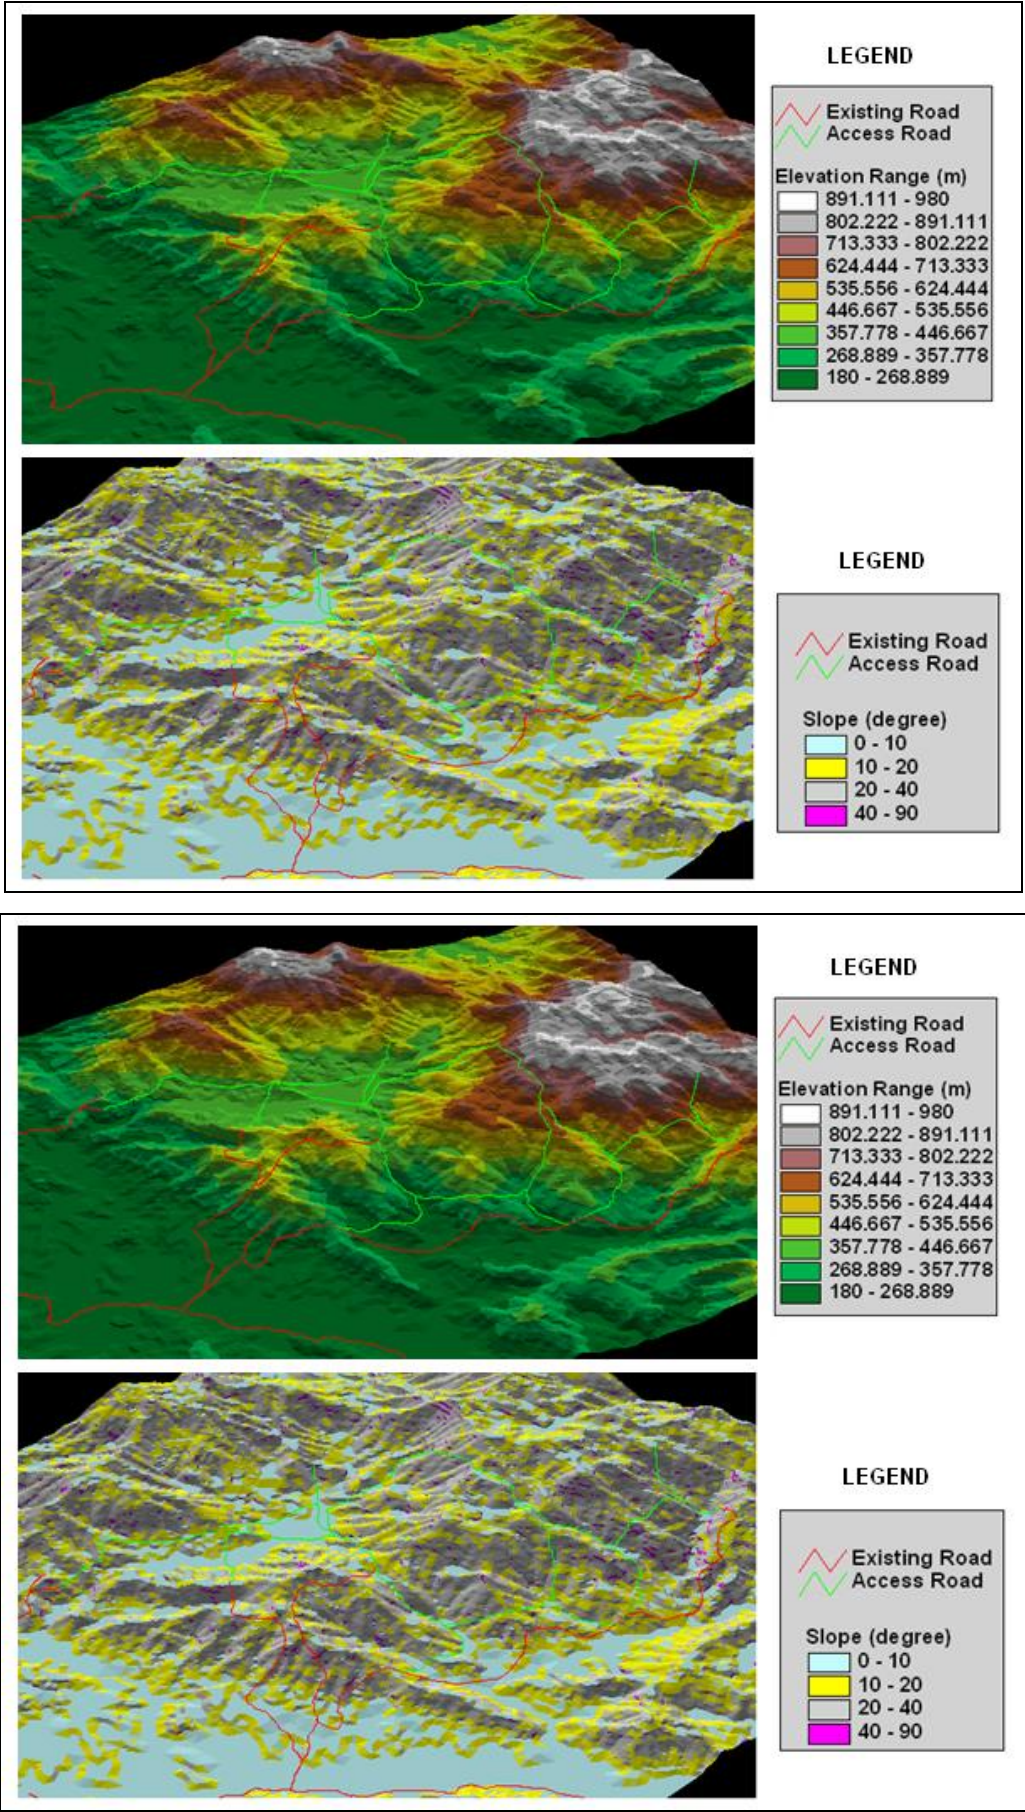 LEGEND
Existing Road
Access Road
Elevation Range (m)
891.111 - 980
802.222 - 891.111
713.333 - 802.222
624.444 - 713.333
535.556 - 624.444
446.667 - 535.556
357.778 - 446.667
268.889 - 357.778
180 - 268.889
LEGEND
Existing Road
Access Road
Slope (degree)
0 - 10
10 - 20
20 - 40
40 - 90
LEGEND
Existing Road
Access Road
Elevation Range (m)
891.111 - 980
802.222 - 891.111
713.333 - 802.222
624.444 - 713.333
535.556 - 624.444
446.667 - 535.556
357.778 - 446.667
268.889 - 357.778
180 - 268.889
LEGEND
Existing Road
Access Road
Slope (degree)
0 - 10
10 - 20
20 - 40
40 - 90